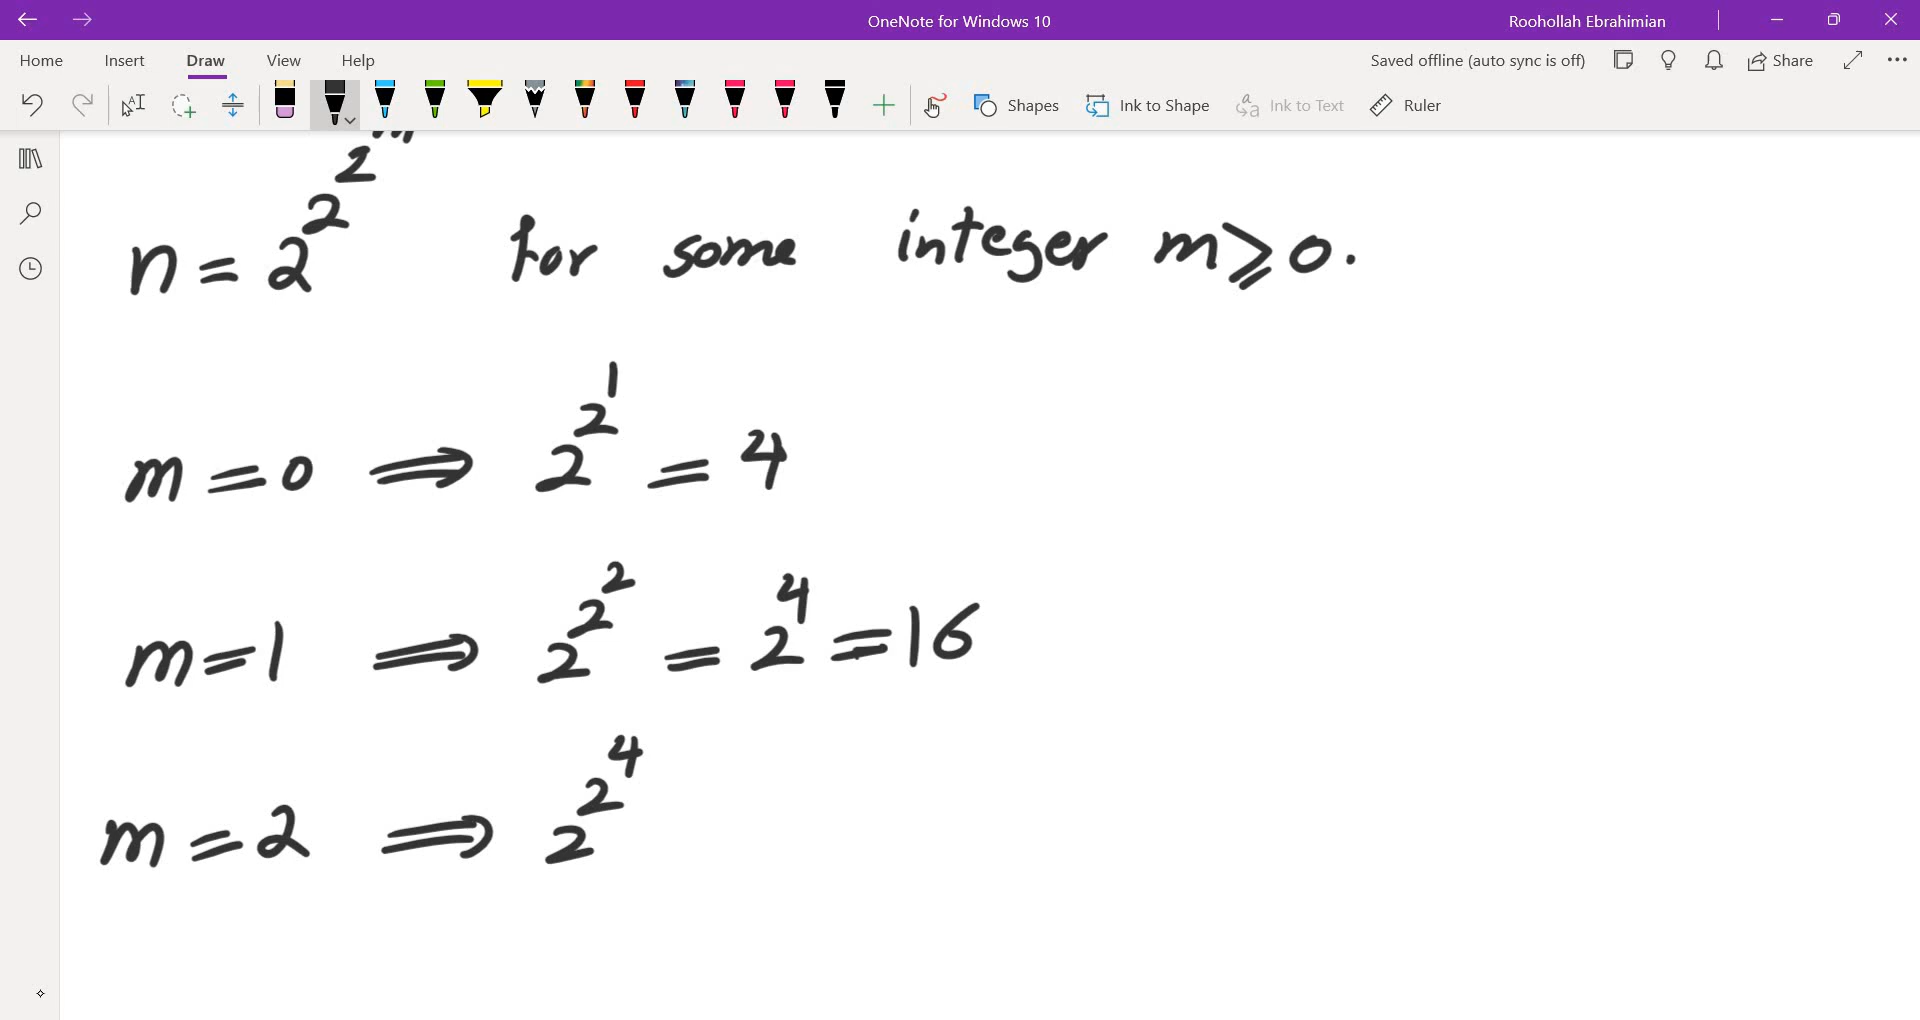 OneNote for Windows 10 Roohollah Ebrahimian
Home Insert Draw View Help Saved offline (auto sync is off) Share
Shapes Ink to Shape Ink to Text Ruler
n = 2^2^2^m for some integer m ⩾ 0.
m = 0 ⟹ 2^2^1 = 4
m = 1 ⟹ 2^2^2 = 2^4 = 16
m = 2 ⟹ 2^2^4